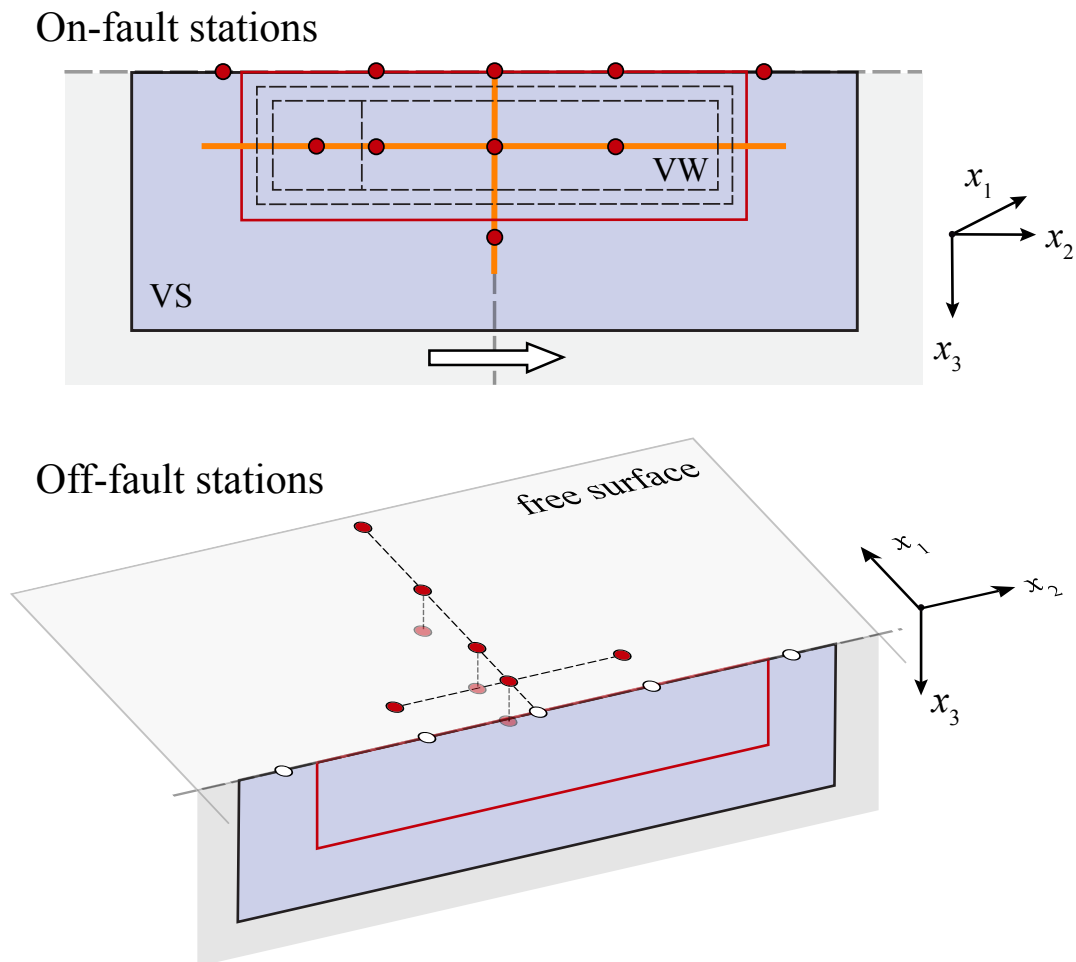 On-fault stations
VW
VS
x₁
x₂
x₃
Off-fault stations
free surface
x₁
x₂
x₃